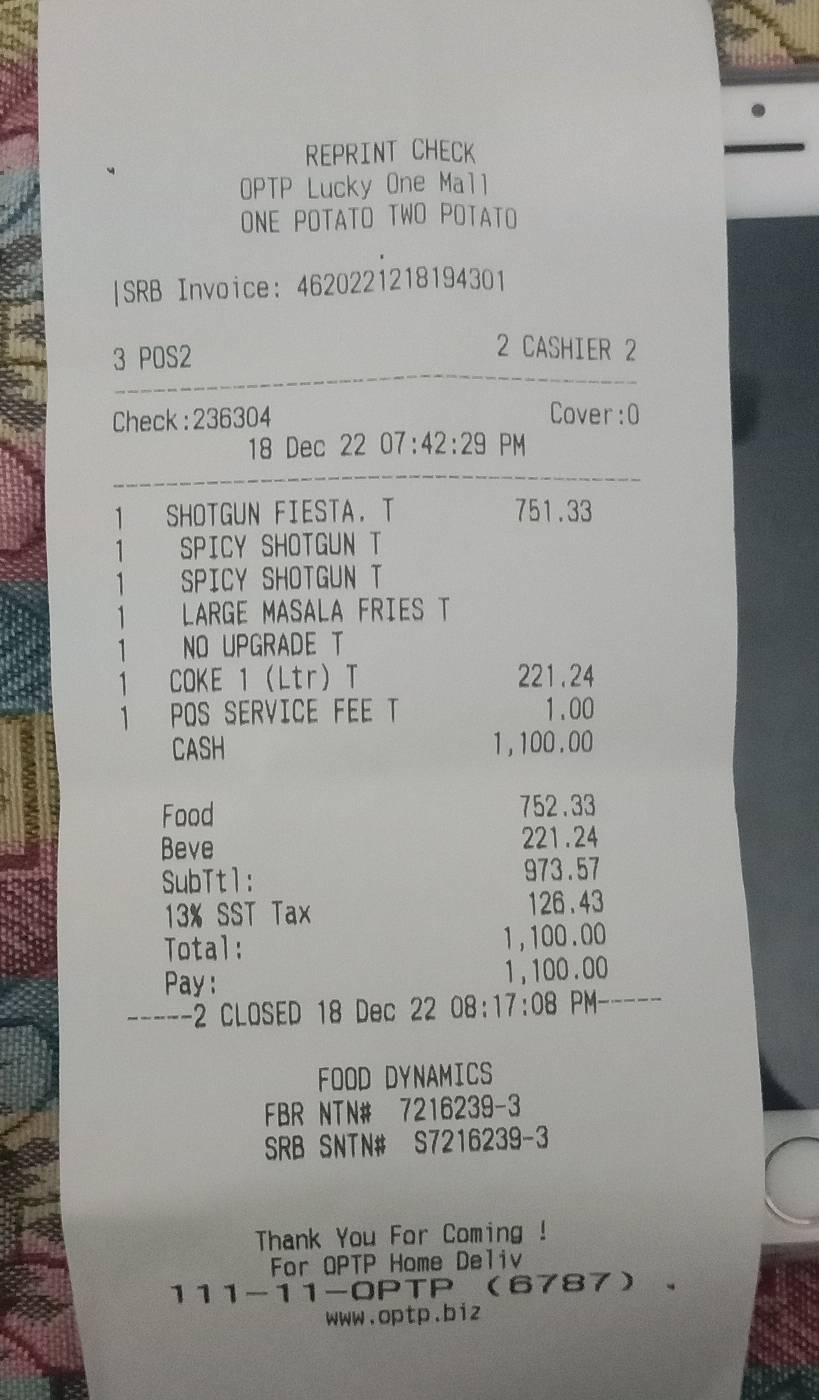 REPRINT CHECK
OPTP Lucky One Mall
ONE POTATO TWO POTATO
|SRB Invoice: 4620221218194301
3 POS2 2 CASHIER 2
Check:236304 Cover:0
18 Dec 22 07:42:29 PM
1 SHOTGUN FIESTA. T 751.33
1 SPICY SHOTGUN T
1 SPICY SHOTGUN T
1 LARGE MASALA FRIES T
1 NO UPGRADE T
1 COKE 1 (Ltr) T 221.24
1 POS SERVICE FEE T 1.00
CASH 1,100.00
Food 752.33
Beve 221.24
SubTtl: 973.57
13% SST Tax 126.43
Total: 1,100.00
Pay: 1,100.00
-----2 CLOSED 18 Dec 22 08:17:08 PM-----
FOOD DYNAMICS
FBR NTN# 7216239-3
SRB SNTN# S7216239-3
Thank You For Coming !
For OPTP Home Deliv
111-11-OPTP (6787) .
www.optp.biz